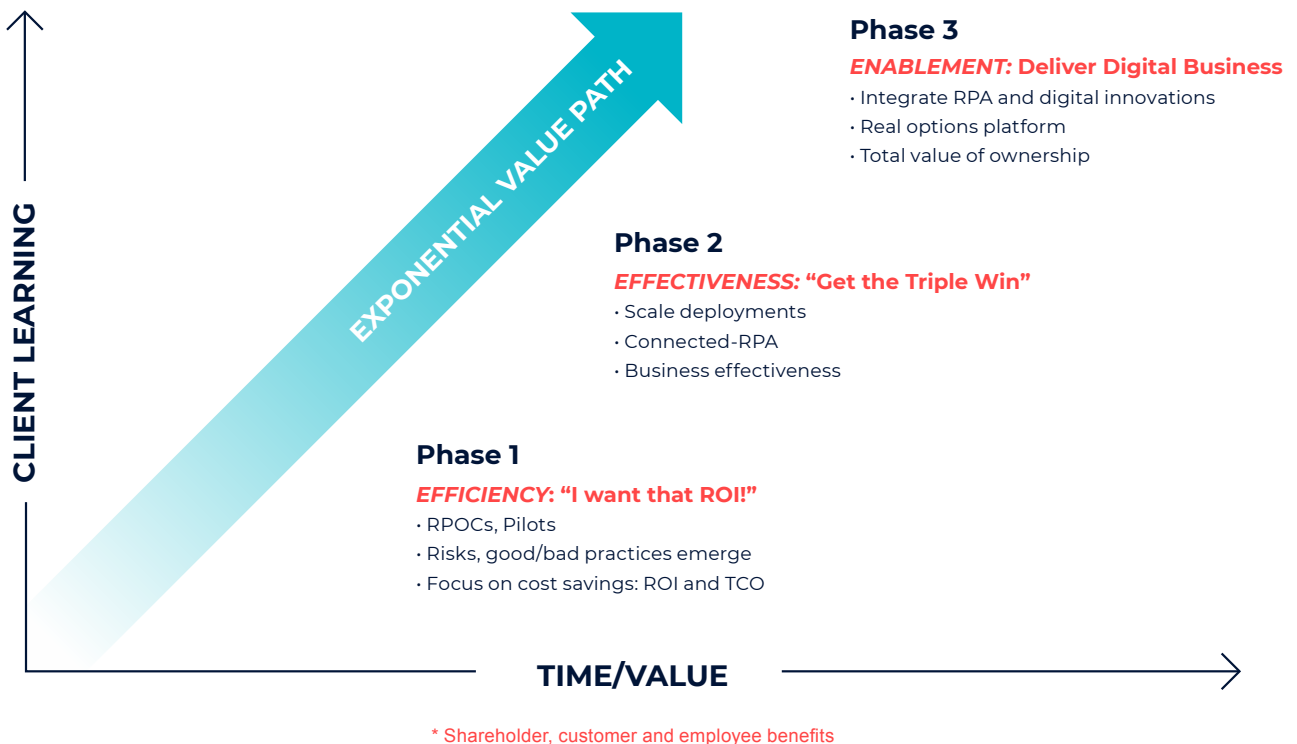 Phase 3
ENABLEMENT: Deliver Digital Business
· Integrate RPA and digital innovations
· Real options platform
· Total value of ownership
EXPONENTIAL VALUE PATH
CLIENT LEARNING
Phase 2
EFFECTIVENESS: “Get the Triple Win”
· Scale deployments
· Connected-RPA
· Business effectiveness
Phase 1
EFFICIENCY: “I want that ROI!”
· RPOCs, Pilots
· Risks, good/bad practices emerge
· Focus on cost savings: ROI and TCO
TIME/VALUE
* Shareholder, customer and employee benefits